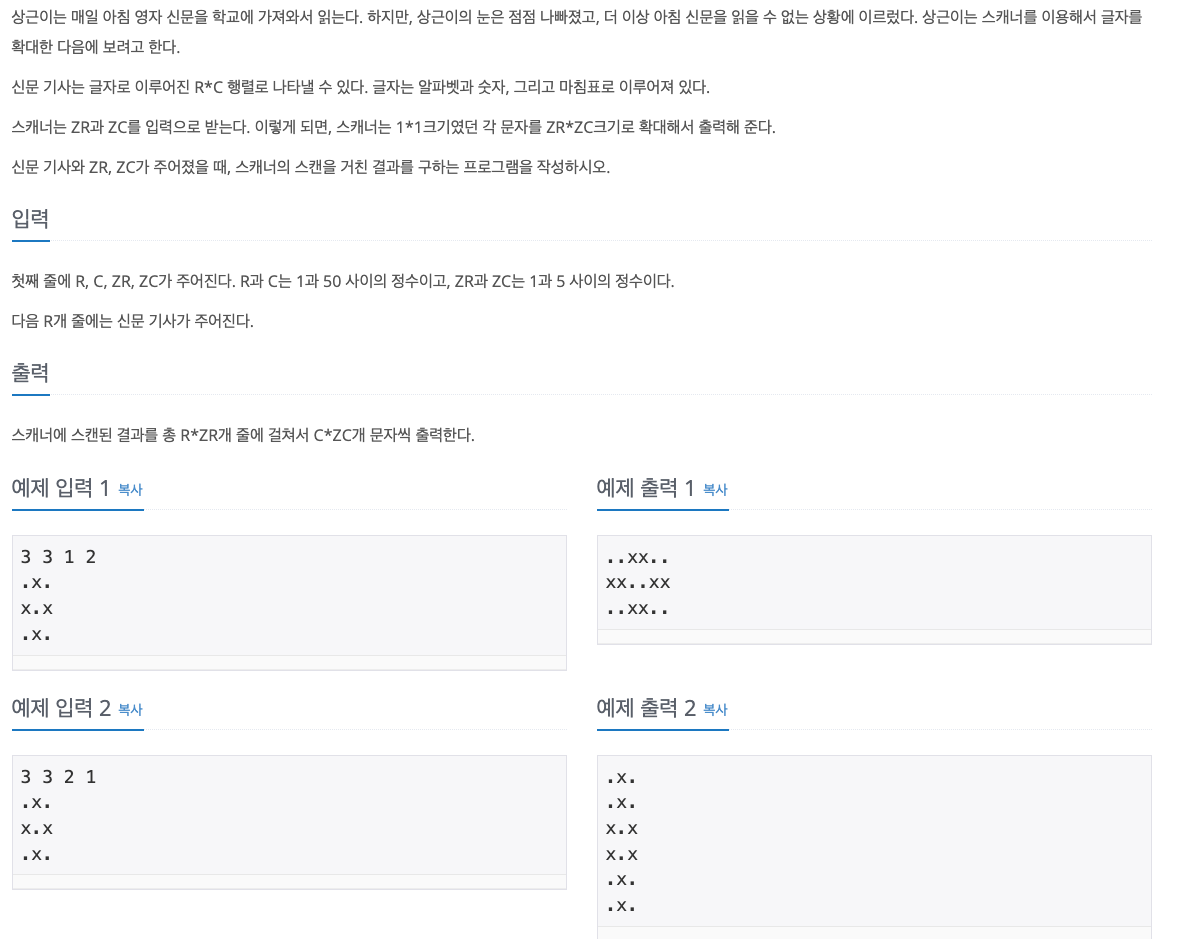 상근이는 매일 아침 영자 신문을 학교에 가져와서 읽는다. 하지만, 상근이의 눈은 점점 나빠졌고, 더 이상 아침 신문을 읽을 수 없는 상황에 이르렀다. 상근이는 스캐너를 이용해서 글자를
확대한 다음에 보려고 한다.
신문 기사는 글자로 이루어진 R*C 행렬로 나타낼 수 있다. 글자는 알파벳과 숫자, 그리고 마침표로 이루어져 있다.
스캐너는 ZR과 ZC를 입력으로 받는다. 이렇게 되면, 스캐너는 1*1크기였던 각 문자를 ZR*ZC크기로 확대해서 출력해 준다.
신문 기사와 ZR, ZC가 주어졌을 때, 스캐너의 스캔을 거친 결과를 구하는 프로그램을 작성하시오.
입력
첫째 줄에 R, C, ZR, ZC가 주어진다. R과 C는 1과 50 사이의 정수이고, ZR과 ZC는 1과 5 사이의 정수이다.
다음 R개 줄에는 신문 기사가 주어진다.
출력
스캐너에 스캔된 결과를 총 R*ZR개 줄에 걸쳐서 C*ZC개 문자씩 출력한다.
예제 입력 1 복사
3 3 1 2
.x.
x.x
.x.
예제 출력 1 복사
..xx..
xx..xx
..xx..
예제 입력 2 복사
3 3 2 1
.x.
x.x
.x.
예제 출력 2 복사
.x.
.x.
x.x
x.x
.x.
.x.